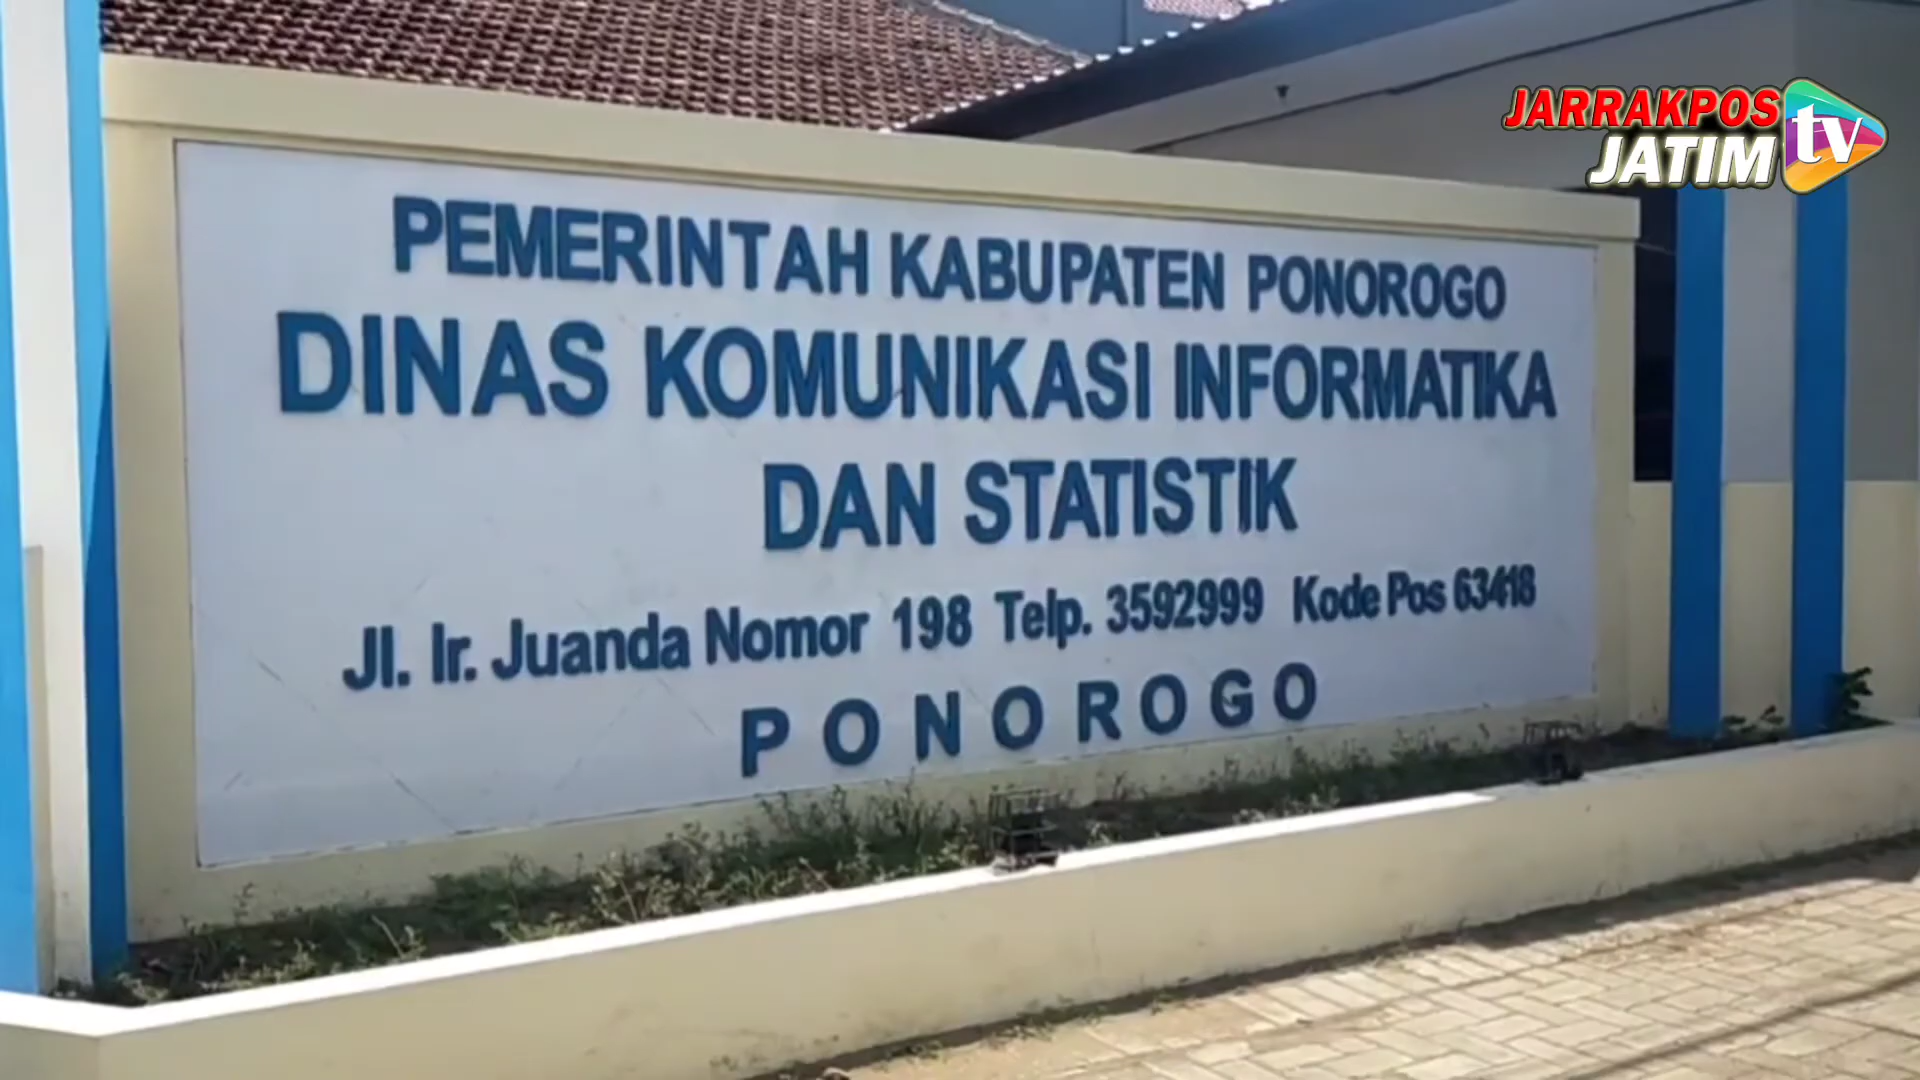 JARRAKPOS
JATIM tv
PEMERINTAH KABUPATEN PONOROGO
DINAS KOMUNIKASI INFORMATIKA
DAN STATISTIK
Jl. Ir. Juanda Nomor 198 Telp. 3592999 Kode Pos 63418
PONOROGO